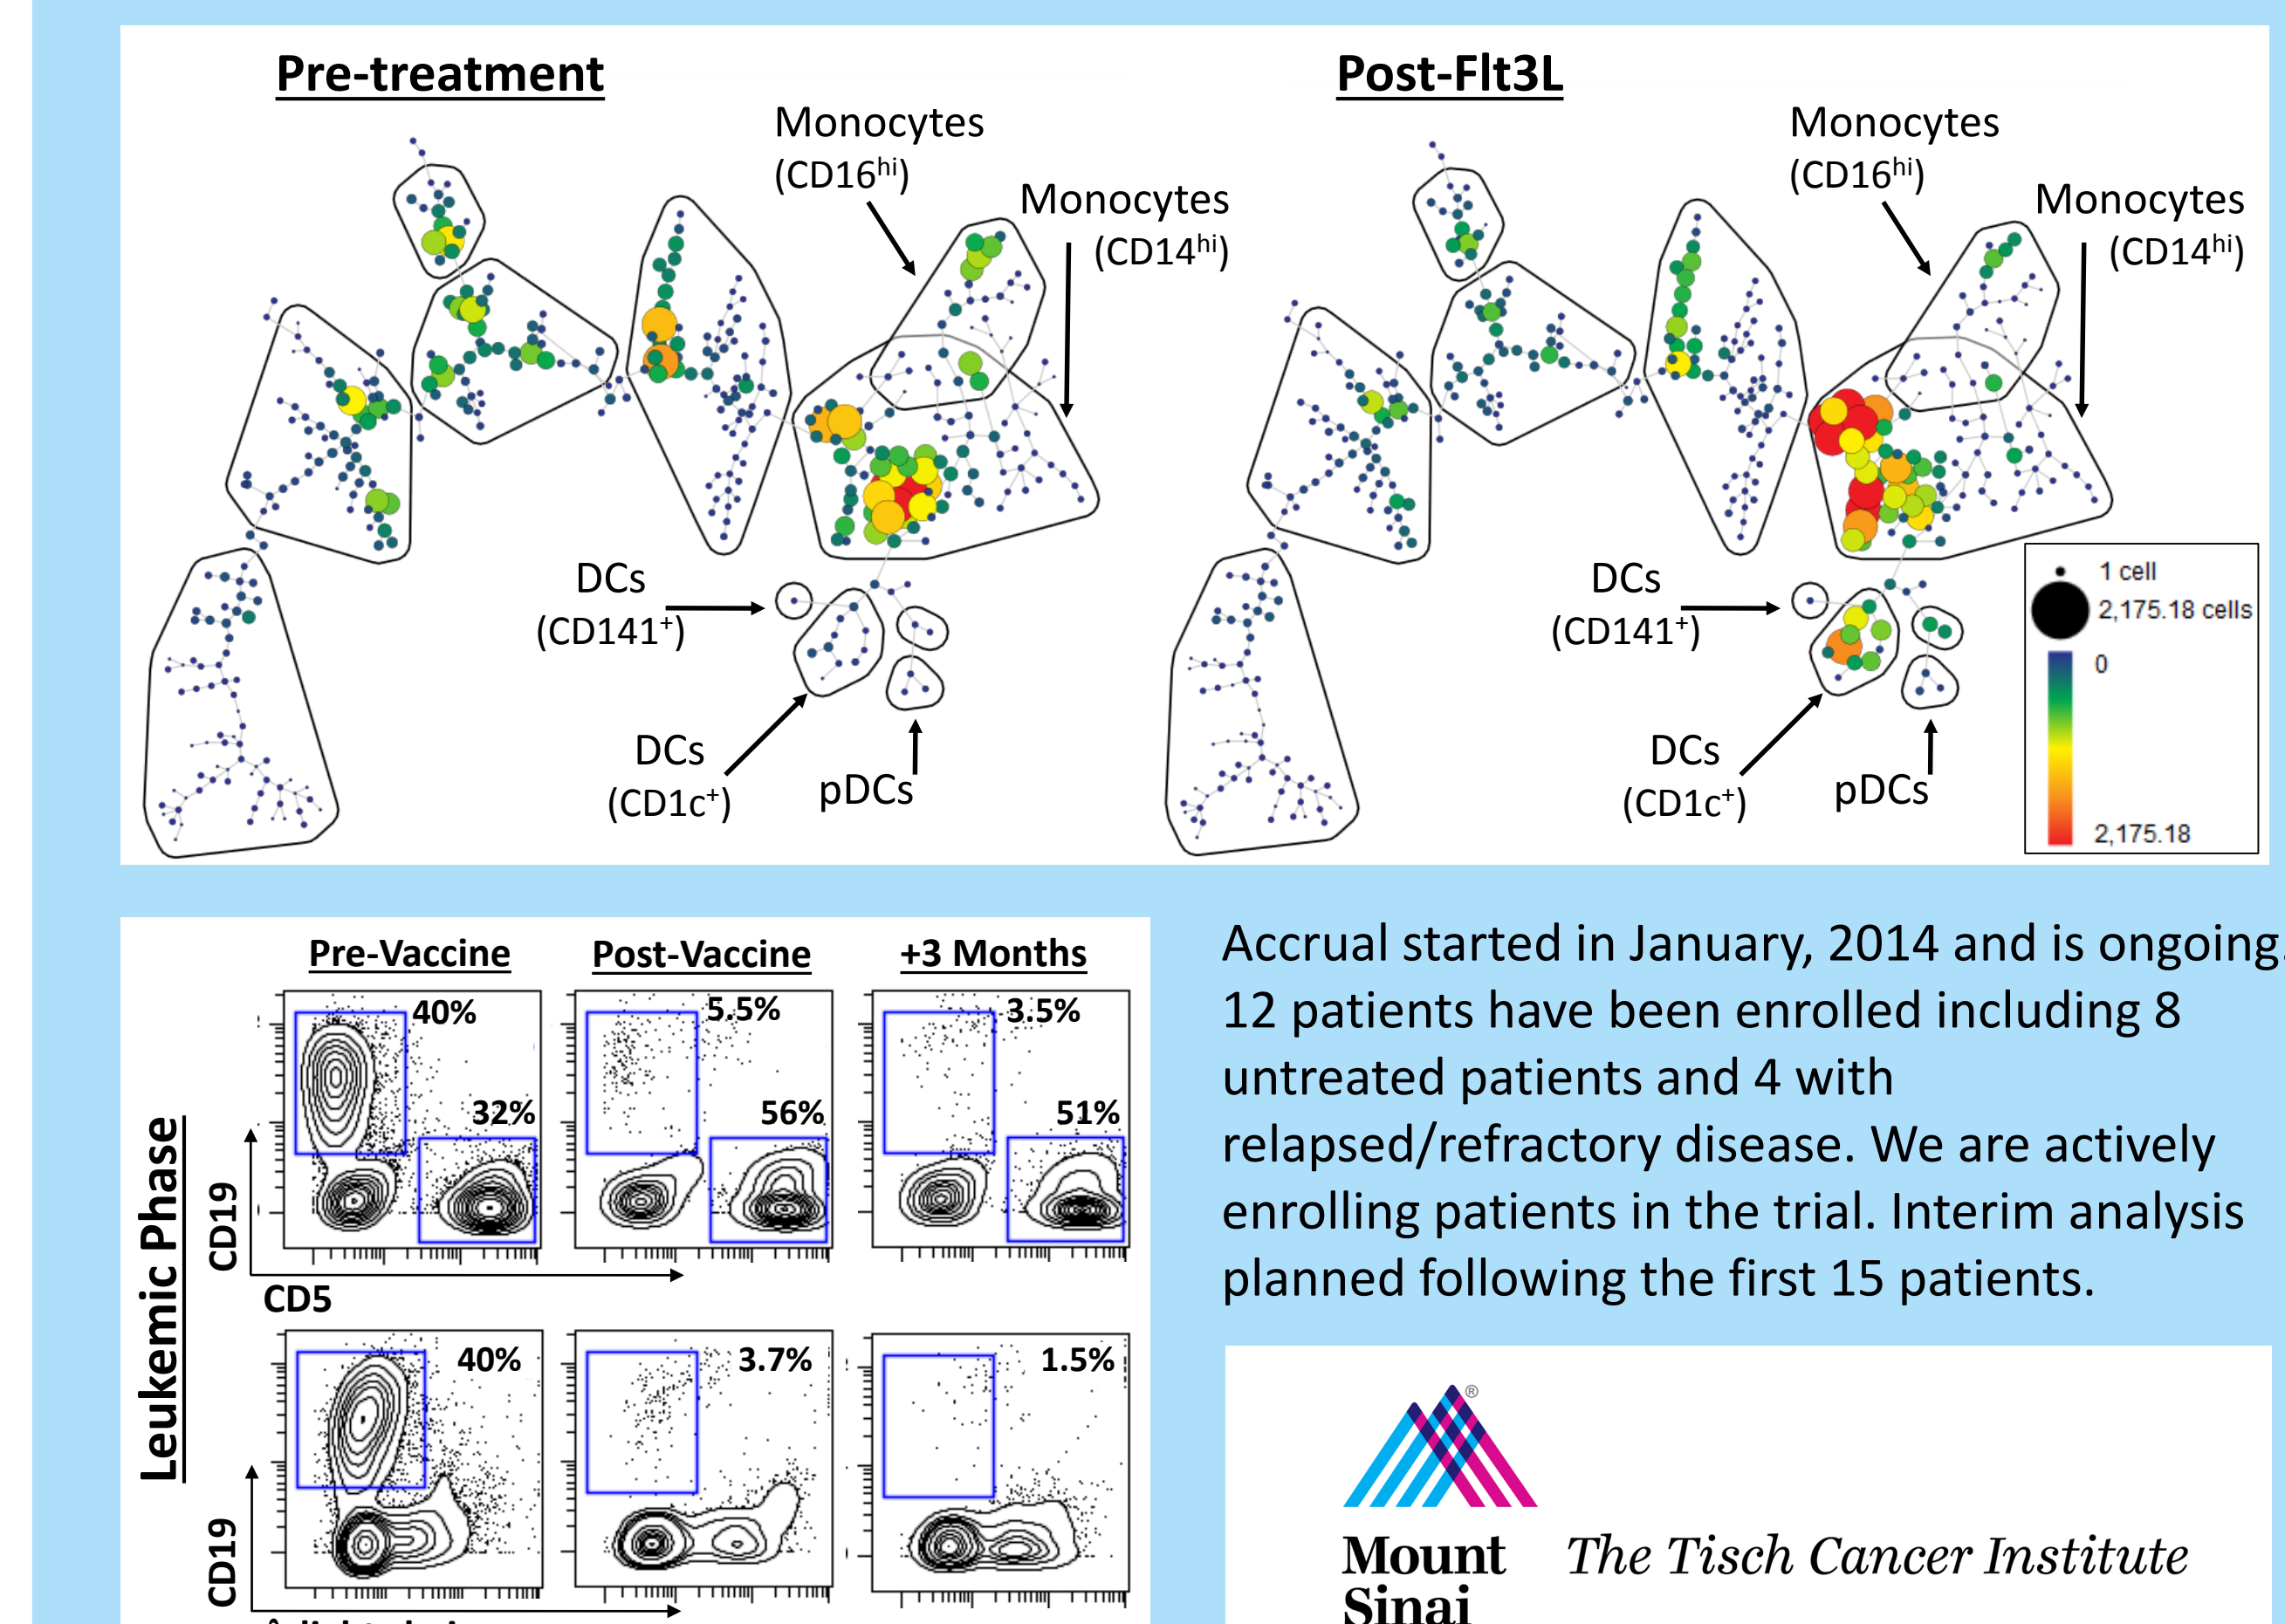 Pre-treatment
Post-Flt3L
Monocytes
(CD16hi)
Monocytes
(CD14hi)
DCs
(CD141+)
DCs
(CD1c+)
pDCs
Monocytes
(CD16hi)
Monocytes
(CD14hi)
DCs
(CD141+)
DCs
(CD1c+)
pDCs
1 cell
2,175.18 cells
0
2,175.18
Pre-Vaccine
Post-Vaccine
+3 Months
40%
5.5%
3.5%
32%
56%
51%
Leukemic Phase
CD19
CD5
40%
3.7%
1.5%
CD19
Accrual started in January, 2014 and is ongoing.
12 patients have been enrolled including 8
untreated patients and 4 with
relapsed/refractory disease. We are actively
enrolling patients in the trial. Interim analysis
planned following the first 15 patients.
®
Mount
Sinai
The Tisch Cancer Institute